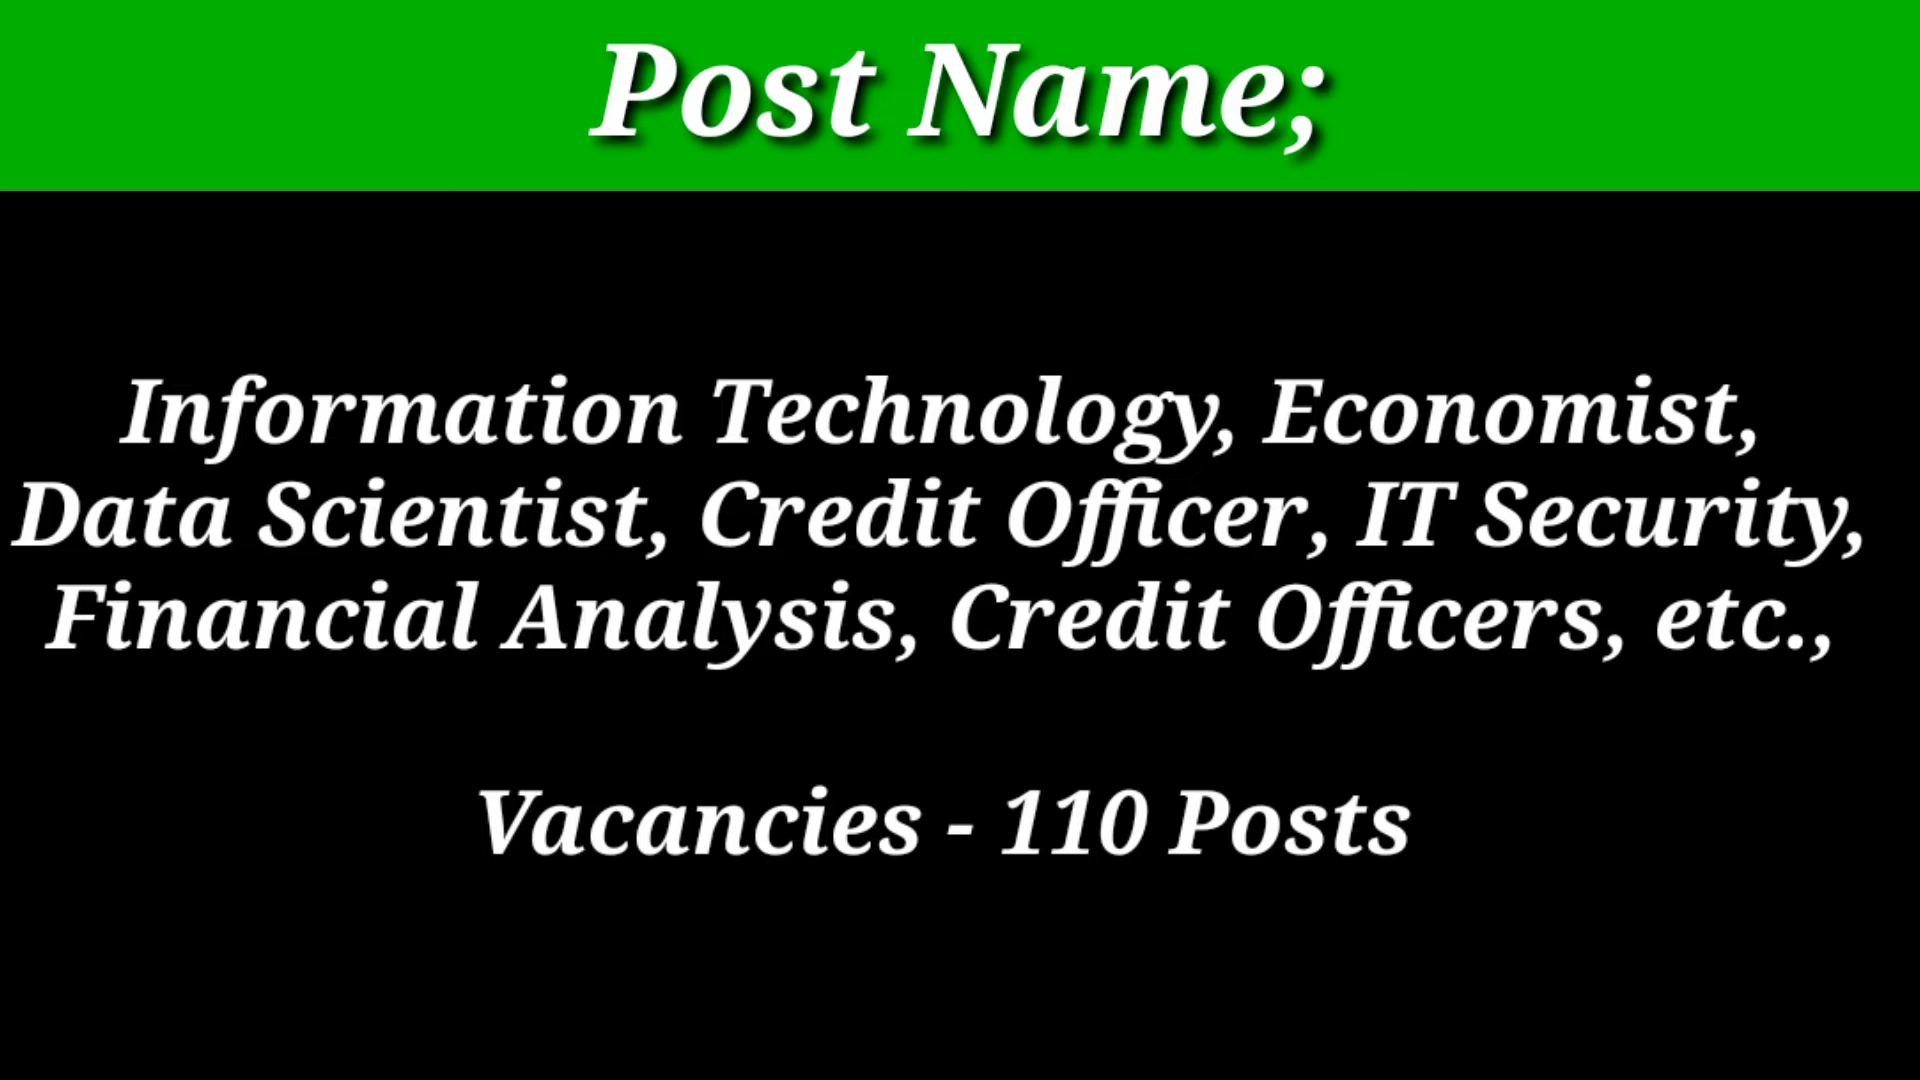 Post Name;
Information Technology, Economist,
Data Scientist, Credit Officer, IT Security,
Financial Analysis, Credit Officers, etc.,
Vacancies - 110 Posts